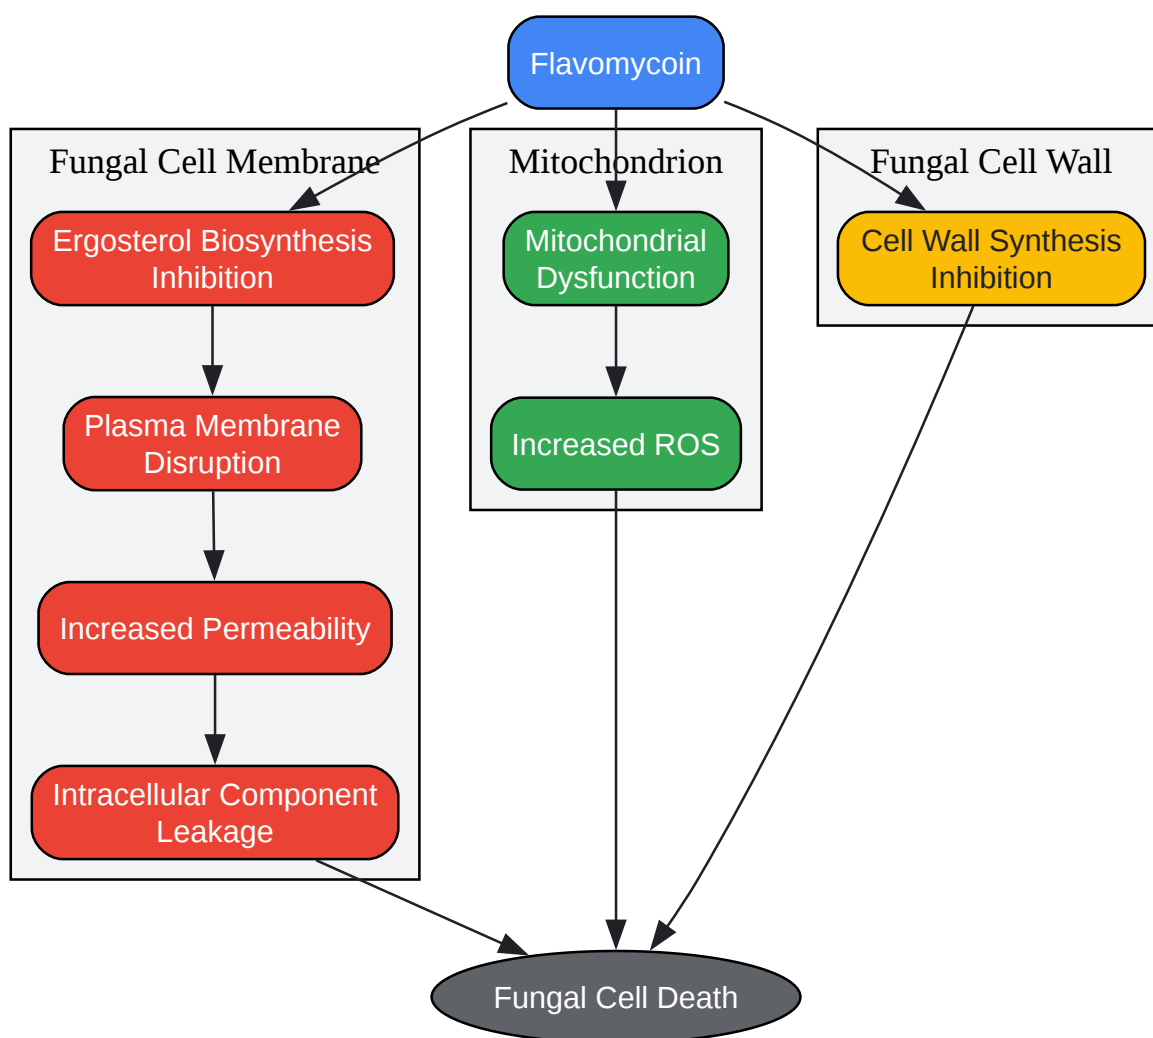 Flavomycoin
Fungal Cell Membrane
Mitochondrion
Fungal Cell Wall
Ergosterol Biosynthesis
Inhibition
Mitochondrial
Dysfunction
Cell Wall Synthesis
Inhibition
Plasma Membrane
Disruption
Increased ROS
Increased Permeability
Intracellular Component
Leakage
Fungal Cell Death